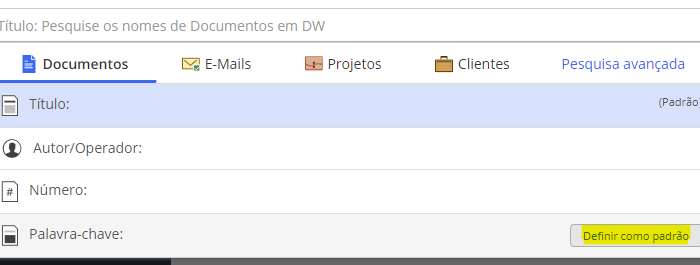 Título: Pesquise os nomes de Documentos em DW
Documentos E-Mails Projetos Clientes Pesquisa avançada
Título: (Padrão)
Autor/Operador:
# Número:
Palavra-chave: Definir como padrão